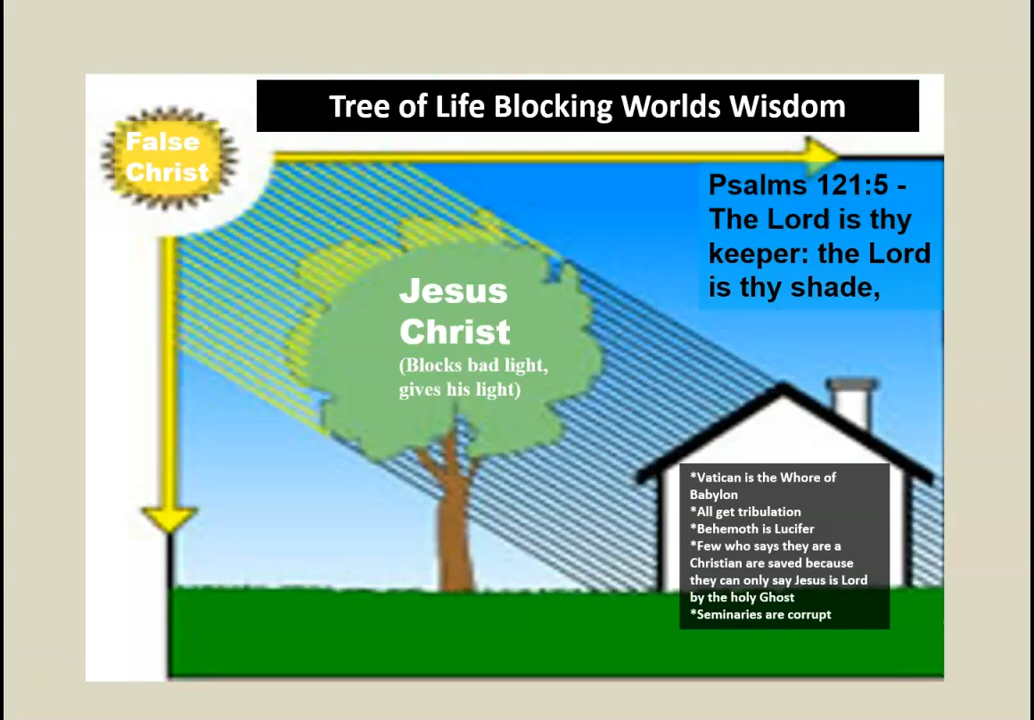 Tree of Life Blocking Worlds Wisdom
False
Christ
Psalms 121:5 -
The Lord is thy
keeper: the Lord
is thy shade,
Jesus
Christ
(Blocks bad light,
gives his light)
*Vatican is the Whore of
Babylon
*All get tribulation
*Behemoth is Lucifer
*Few who says they are a
Christian are saved because
they can only say Jesus is Lord
by the holy Ghost
*Seminaries are corrupt